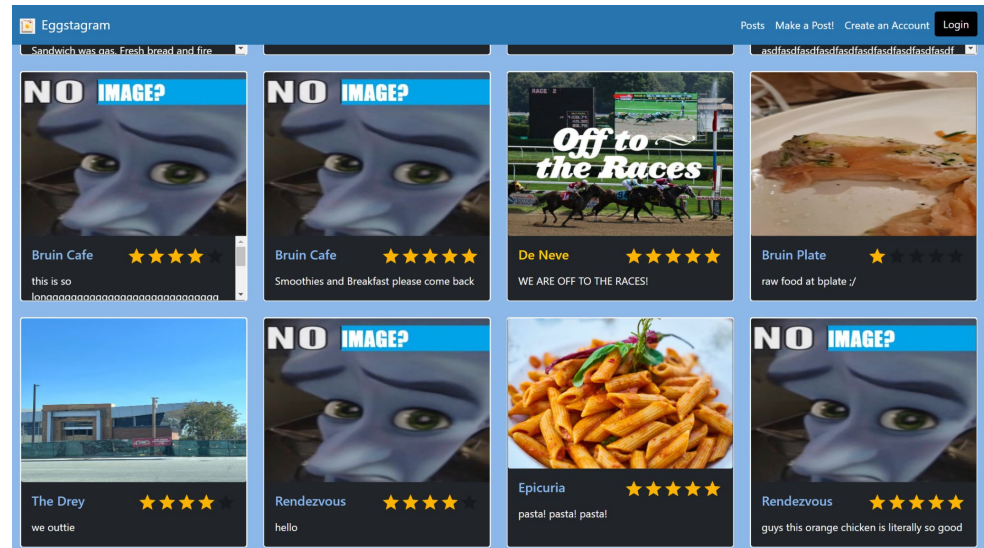 Eggstagram
Posts Make a Post! Create an Account Login
Sandwich was gas. Fresh bread and fire
asdfasdfasdfasdfasdfasdfasdfasdfasdf
NO IMAGE?
NO IMAGE?
RACE 2
Off to
the Races
Bruin Cafe
this is so
Bruin Cafe
Smoothies and Breakfast please come back
De Neve
WE ARE OFF TO THE RACES!
Bruin Plate
raw food at bplate ;/
NO IMAGE?
NO IMAGE?
The Drey
we outtie
Rendezvous
hello
Epicuria
pasta! pasta! pasta!
Rendezvous
guys this orange chicken is literally so good